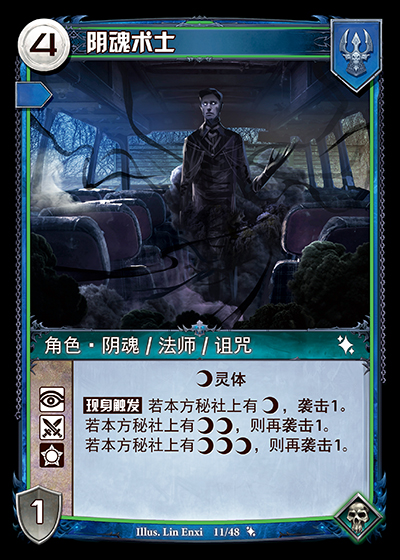 4
阴魂术士
角色·阴魂/法师/诅咒
☾灵体
现身触发 若本方秘社上有☾，袭击1。
若本方秘社上有☾☾，则再袭击1。
若本方秘社上有☾☾☾，则再袭击1。
1
Illus. Lin Enxi 11/48